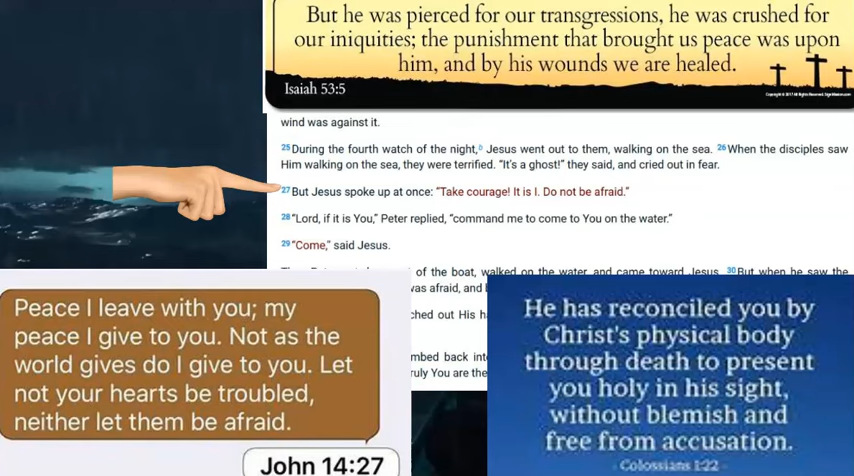 But he was pierced for our transgressions, he was crushed for
our iniquities; the punishment that brought us peace was upon
him, and by his wounds we are healed.
Isaiah 53:5
wind was against it.
25 During the fourth watch of the night,b Jesus went out to them, walking on the sea. 26 When the disciples saw
Him walking on the sea, they were terrified. “It’s a ghost!” they said, and cried out in fear.
27 But Jesus spoke up at once: “Take courage! It is I. Do not be afraid.”
28 “Lord, if it is You,” Peter replied, “command me to come to You on the water.”
29 “Come,” said Jesus.
of the boat, walked on the water, and came toward Jesus. 30 But when he saw the
was afraid, and
ched out His
mbed back
ruly You are the
Peace I leave with you; my
peace I give to you. Not as the
world gives do I give to you. Let
not your hearts be troubled,
neither let them be afraid.
John 14:27
He has reconciled you by
Christ's physical body
through death to present
you holy in his sight,
without blemish and
free from accusation.
Colossians 1:22